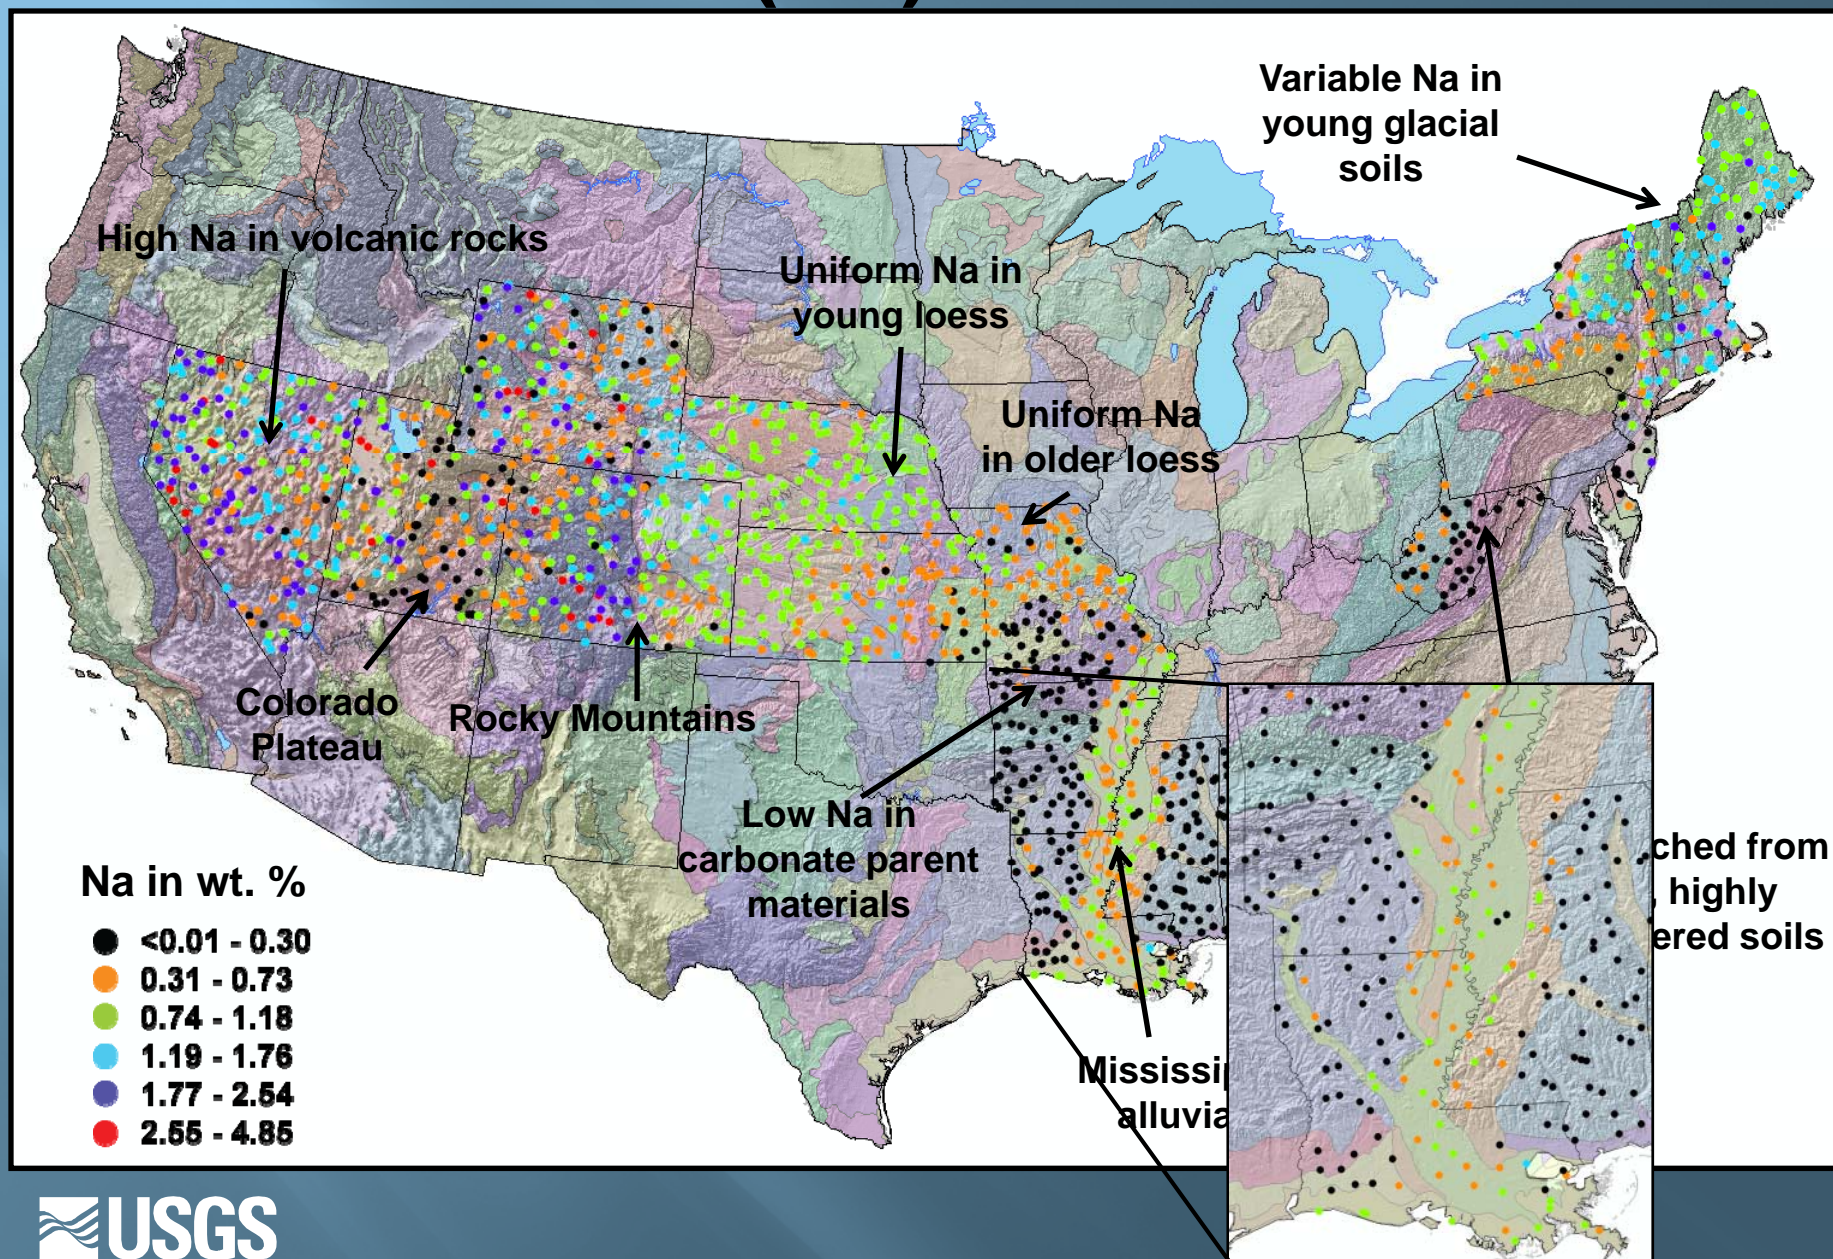 Variable Na in
young glacial
soils
High Na in volcanic rocks
Uniform Na in
young loess
Uniform Na
in older loess
Colorado
Plateau
Rocky Mountains
Low Na in
carbonate parent
materials
ched from
, highly
ered soils
Mississip
alluvia
Na in wt. %
<0.01 - 0.30
0.31 - 0.73
0.74 - 1.18
1.19 - 1.76
1.77 - 2.54
2.55 - 4.85
USGS